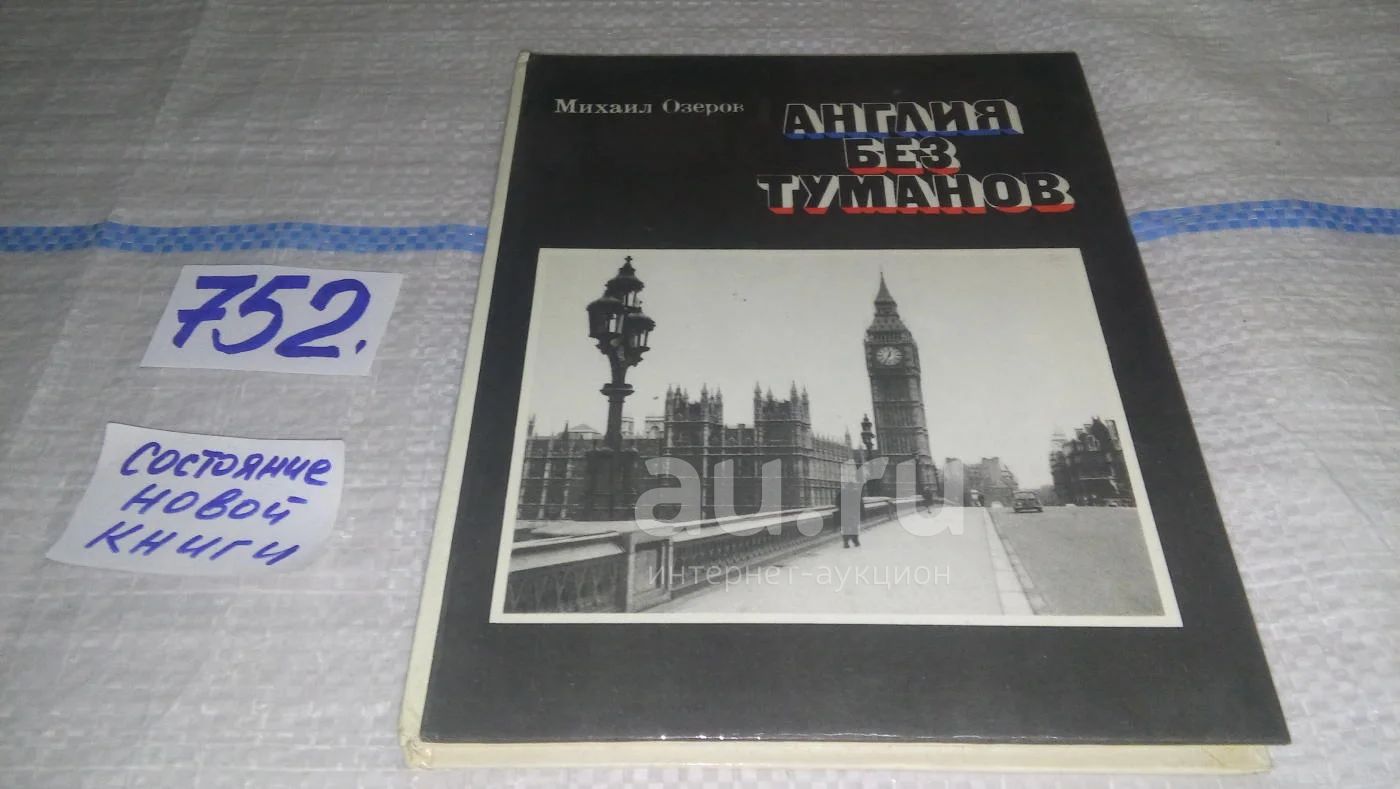 Михаил Озеров
АНГЛИЯ
БЕЗ
ТУМАНОВ
752.
СОСТОЯНИЕ
НОВОЙ
КНИГИ
au.ru
интернет-аукцион